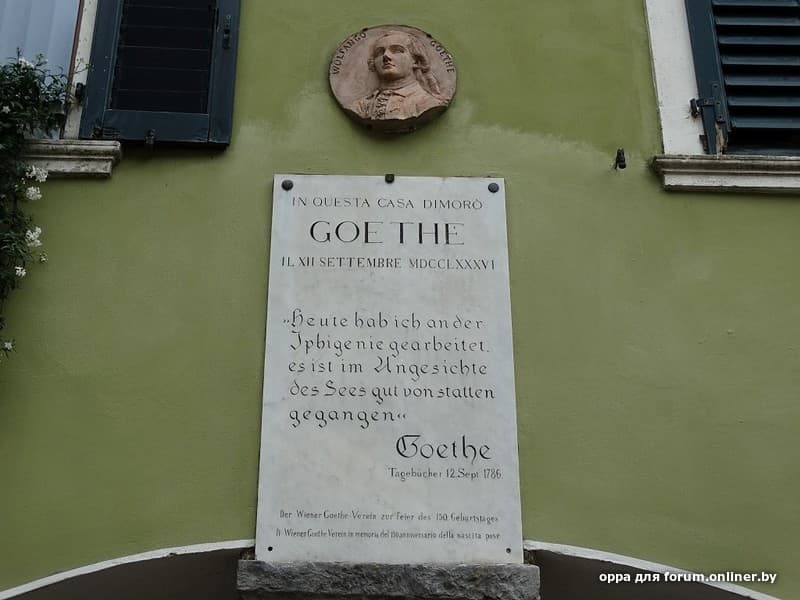 WOLFANGO GOETHE
IN QUESTA CASA DIMORÒ
GOETHE
IL XII SETTEMBRE MDCCLXXXVI
„Heute hab ich an der
Iphigenie gearbeitet.
es ist im Angesichte
des Sees gut von statten
gegangen“
Goethe
Tagebücher 12. Sept 1786
Der Wiener Goethe-Verein zur Feier des 150 Geburtstages
Il Wiener Goethe Verein in memoria del 150 anniversario della nascita pose
oppa для forum.onliner.by